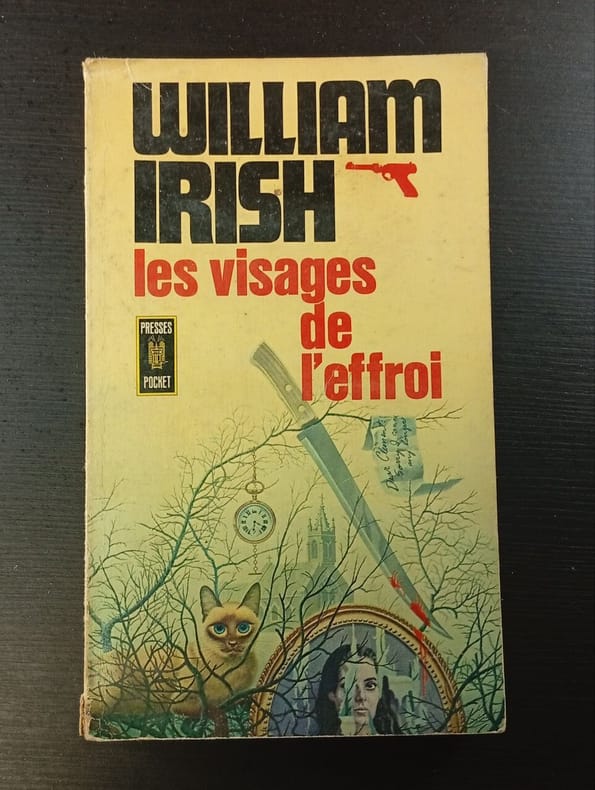 WILLIAM
IRISH
les visages
de
l'effroi
PRESSES
POCKET